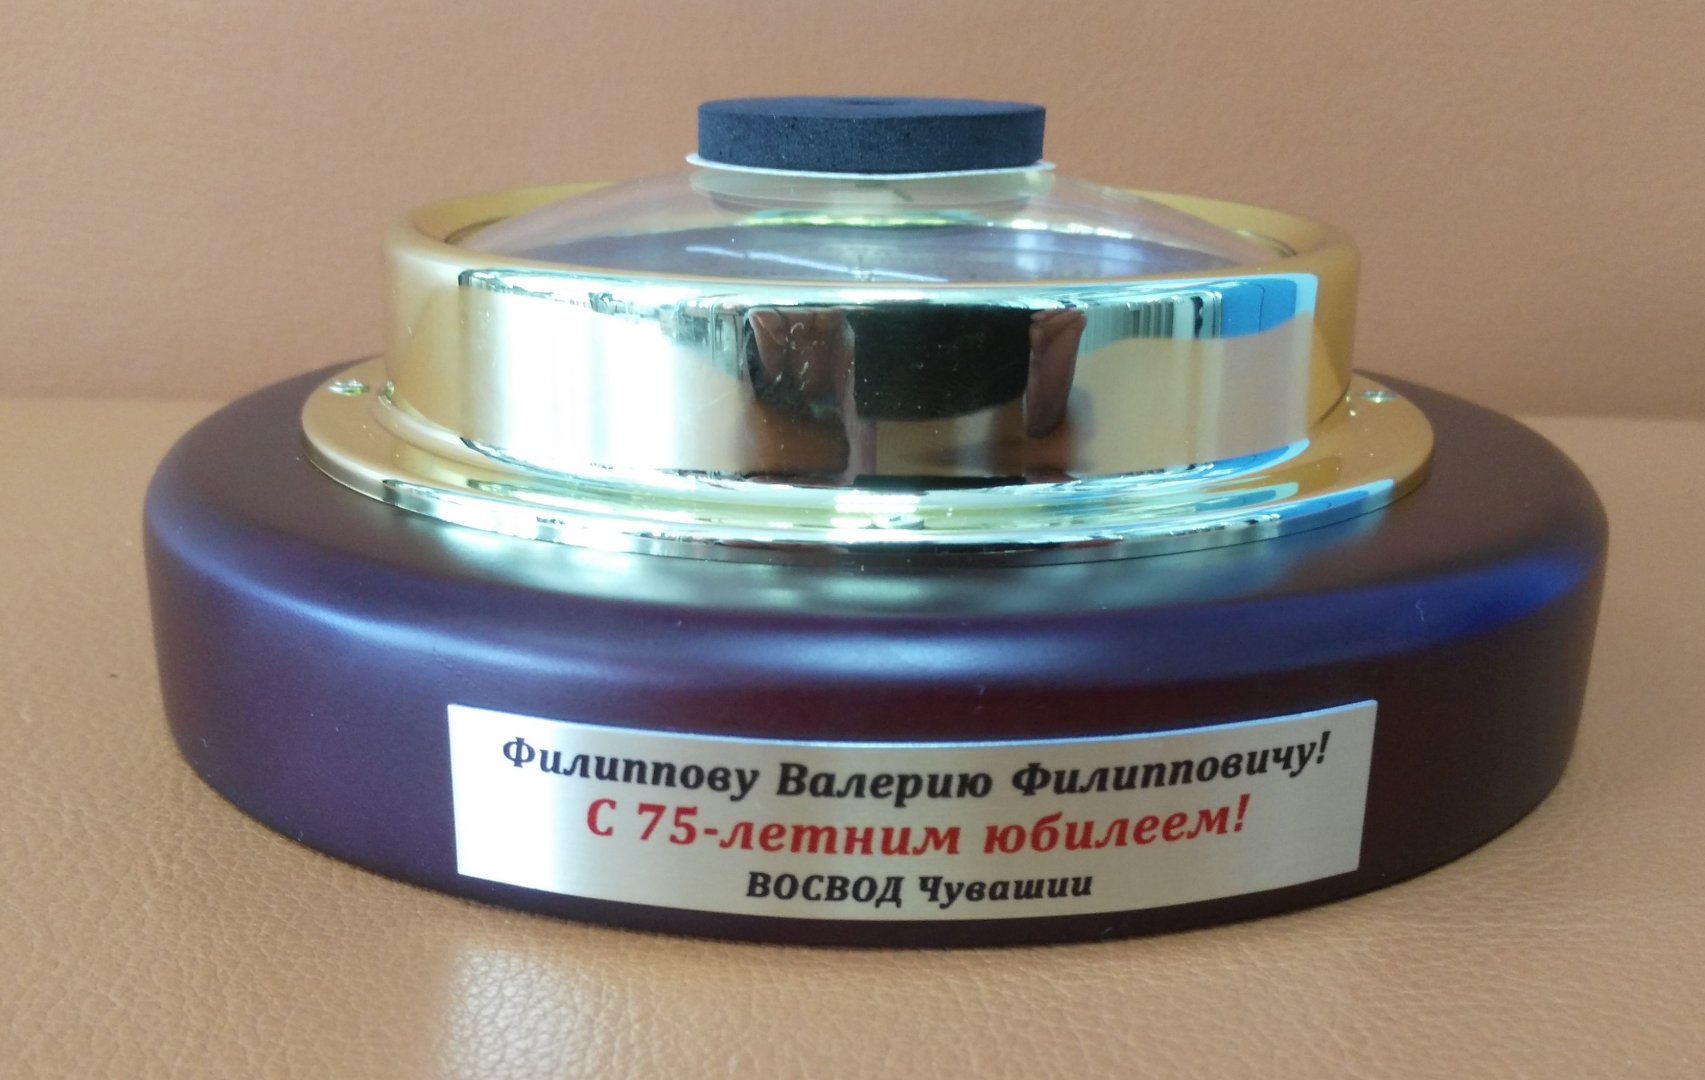 Филиппову Валерию Филипповичу!
С 75-летним юбилеем!
ВОСВОД Чувашии